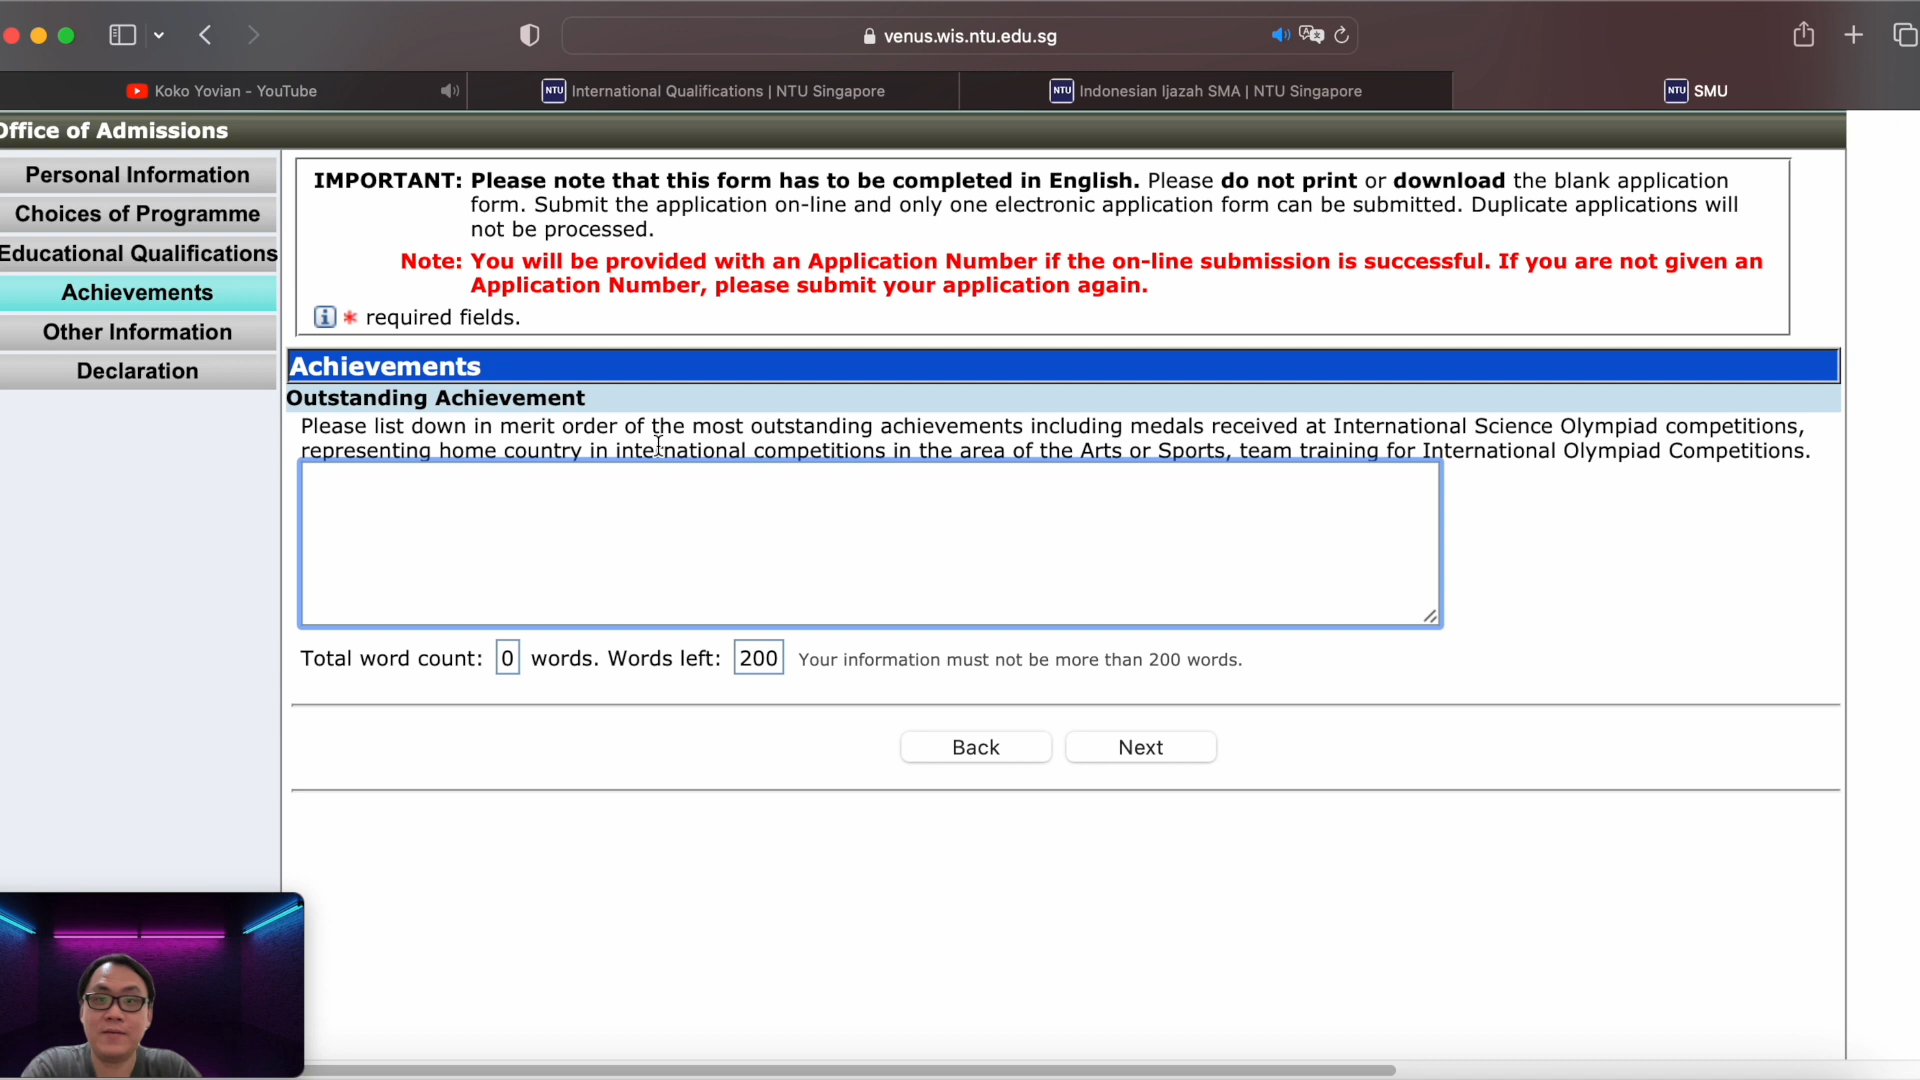 venus.wis.ntu.edu.sg
Koko Yovian - YouTube
NTU International Qualifications | NTU Singapore
NTU Indonesian Ijazah SMA | NTU Singapore
NTU SMU
Office of Admissions
Personal Information
Choices of Programme
Educational Qualifications
Achievements
Other Information
Declaration
IMPORTANT: Please note that this form has to be completed in English. Please do not print or download the blank application
form. Submit the application on-line and only one electronic application form can be submitted. Duplicate applications will
not be processed.
Note: You will be provided with an Application Number if the on-line submission is successful. If you are not given an
Application Number, please submit your application again.
* required fields.
Achievements
Outstanding Achievement
Please list down in merit order of the most outstanding achievements including medals received at International Science Olympiad competitions,
representing home country in international competitions in the area of the Arts or Sports, team training for International Olympiad Competitions.
Total word count: 0 words. Words left: 200 Your information must not be more than 200 words.
Back
Next